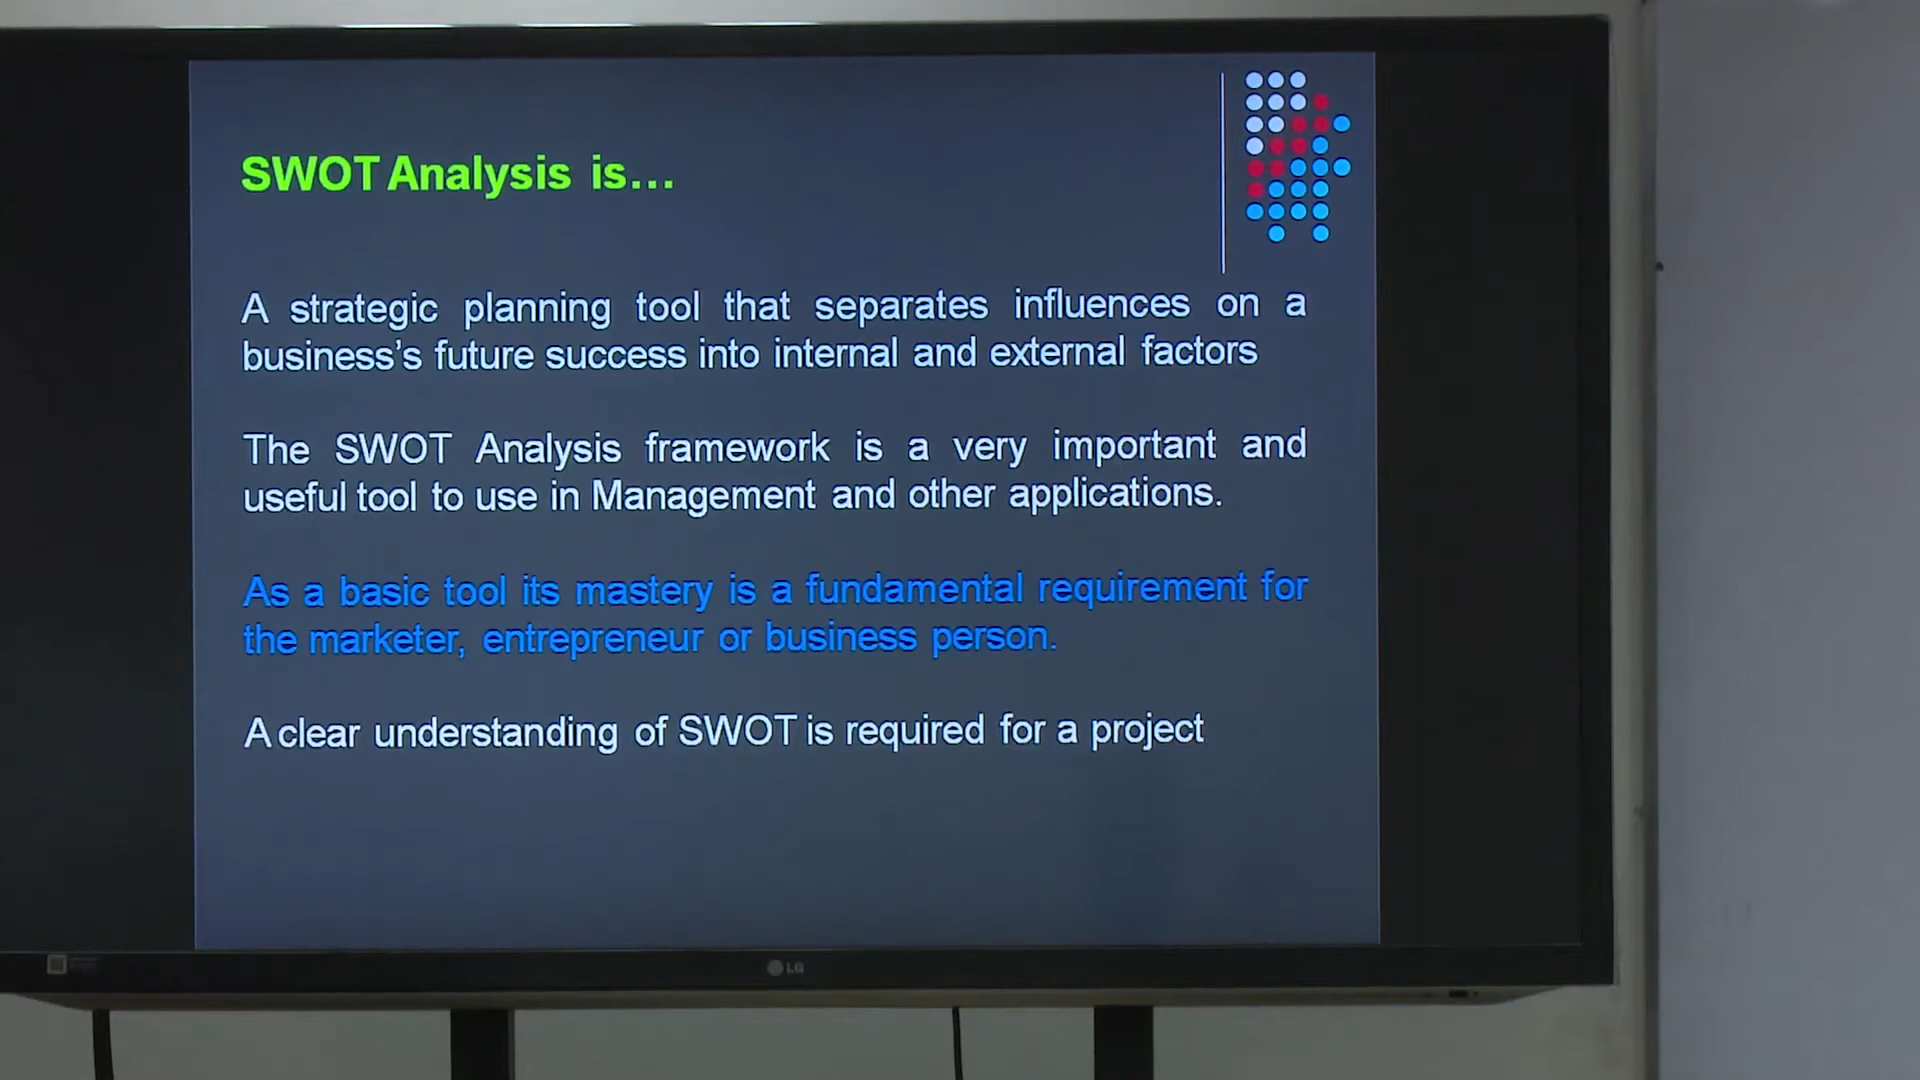 SWOT Analysis is...
A strategic planning tool that separates influences on a
business’s future success into internal and external factors
The SWOT Analysis framework is a very important and
useful tool to use in Management and other applications.
As a basic tool its mastery is a fundamental requirement for
the marketer, entrepreneur or business person.
A clear understanding of SWOT is required for a project
LG